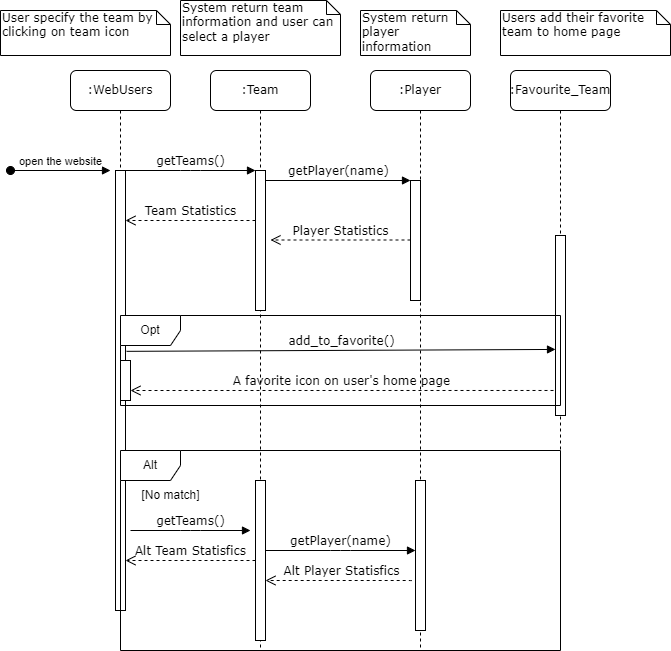 User specify the team by
clicking on team icon
System return team
information and user can
select a player
System return
player
information
Users add their favorite
team to home page
:WebUsers
:Team
:Player
:Favourite_Team
open the website
getTeams()
getPlayer(name)
Team Statistics
Player Statistics
Opt
add_to_favorite()
A favorite icon on user's home page
Alt
[No match]
getTeams()
getPlayer(name)
Alt Team Statisfics
Alt Player Statisfics